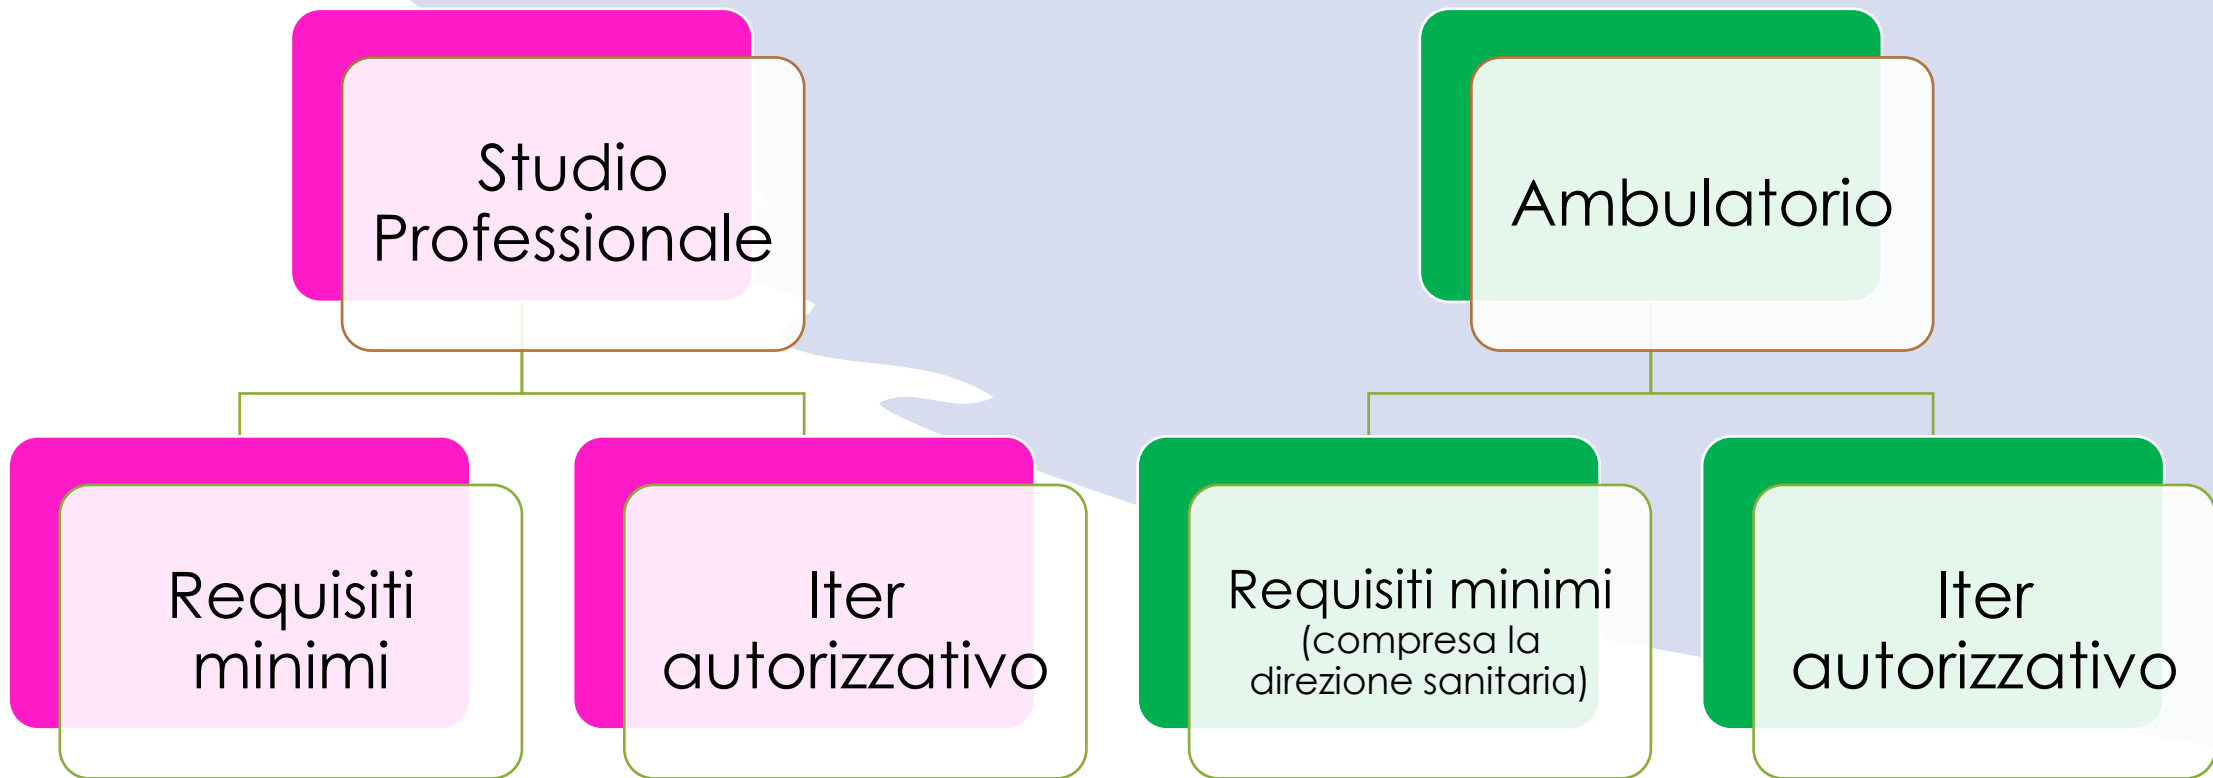 Studio
Professionale
Ambulatorio
Requisiti
minimi
Iter
autorizzativo
Requisiti minimi
(compresa la
direzione sanitaria)
Iter
autorizzativo